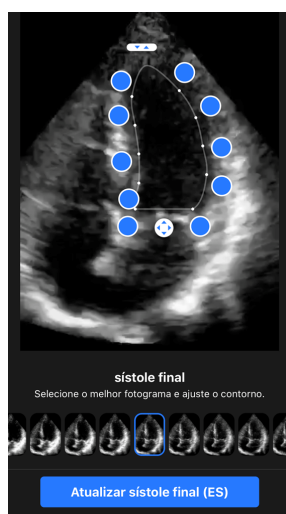 sístole final
Selecione o melhor fotograma e ajuste o contorno.
Atualizar sístole final (ES)